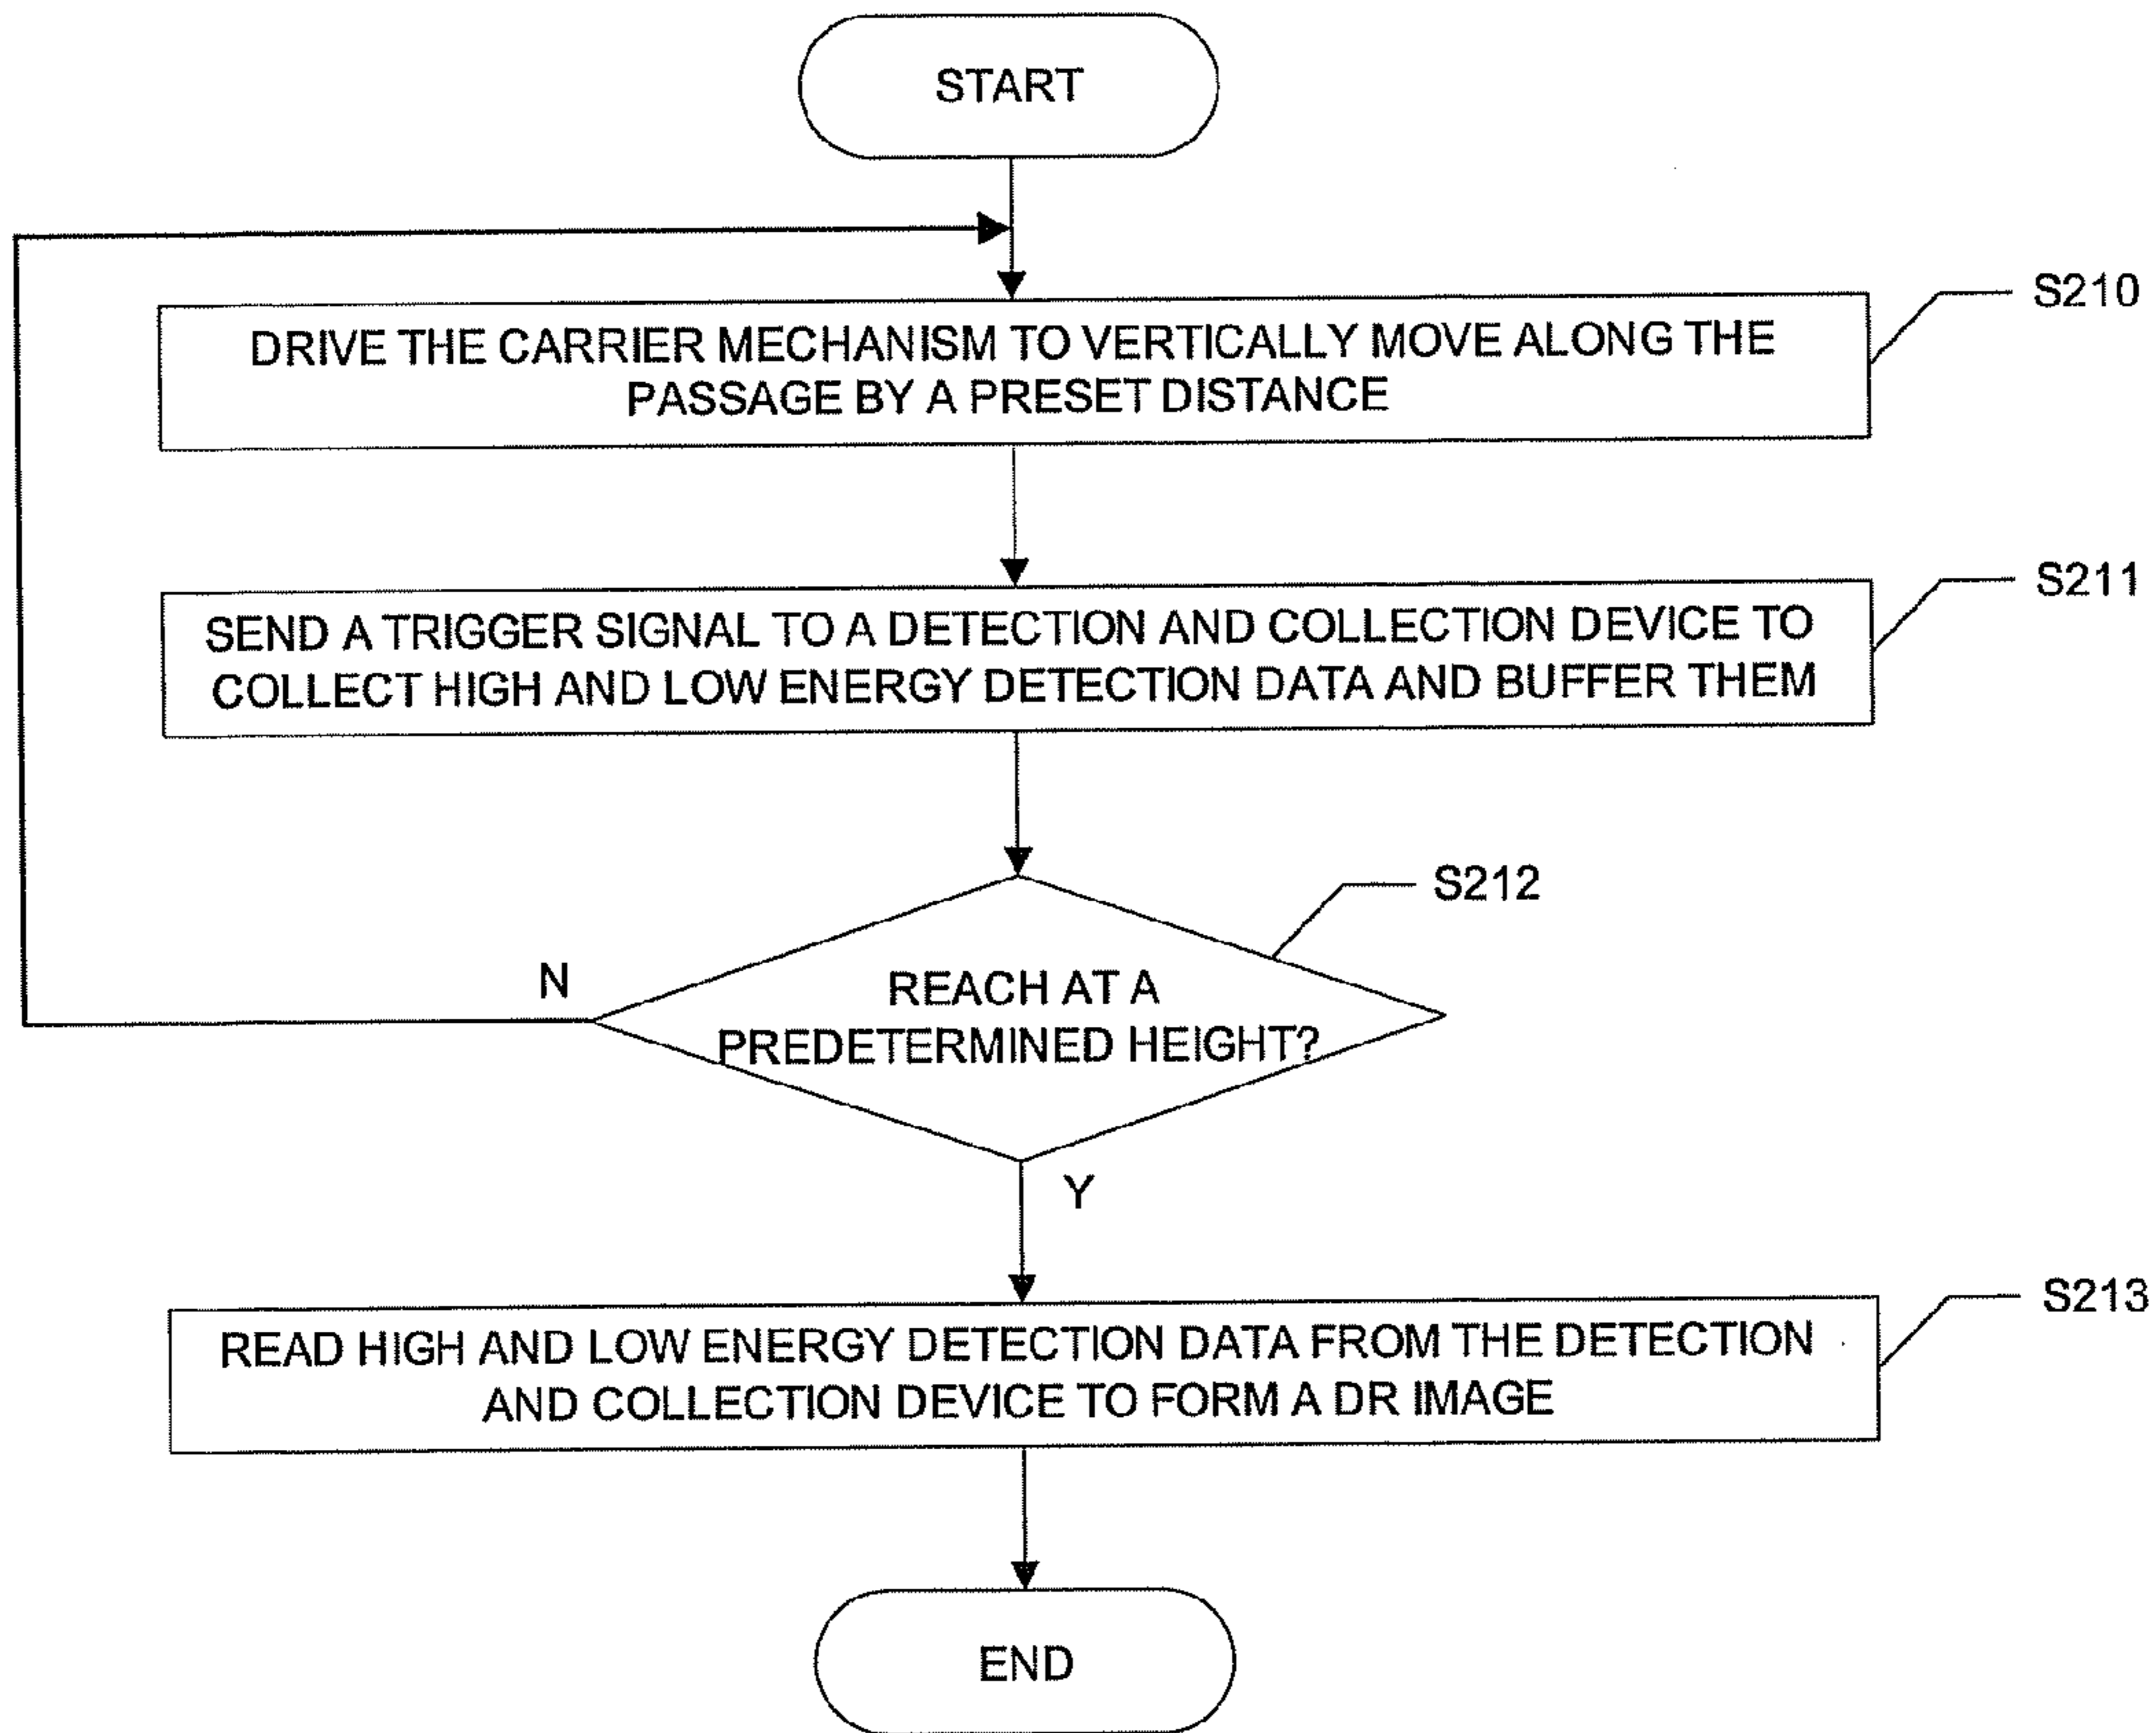 START
S210
DRIVE THE CARRIER MECHANISM TO VERTICALLY MOVE ALONG THE
PASSAGE BY A PRESET DISTANCE
S211
SEND A TRIGGER SIGNAL TO A DETECTION AND COLLECTION DEVICE TO
COLLECT HIGH AND LOW ENERGY DETECTION DATA AND BUFFER THEM
S212
N
REACH AT A
PREDETERMINED HEIGHT?
Y
S213
READ HIGH AND LOW ENERGY DETECTION DATA FROM THE DETECTION
AND COLLECTION DEVICE TO FORM A DR IMAGE
END